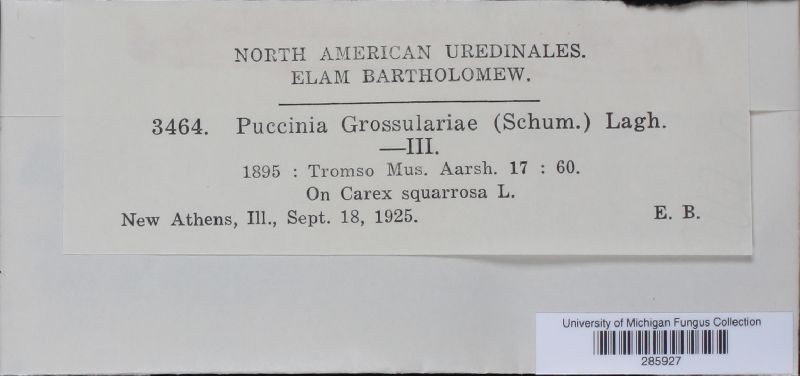 NORTH AMERICAN UREDINALES.
ELAM BARTHOLOMEW.
3464. Puccinia Grossulariae (Schum.) Lagh.
—III.
1895 : Tromso Mus. Aarsh. 17 : 60.
On Carex squarrosa L.
New Athens, Ill., Sept. 18, 1925. E. B.
University of Michigan Fungus Collection
285927